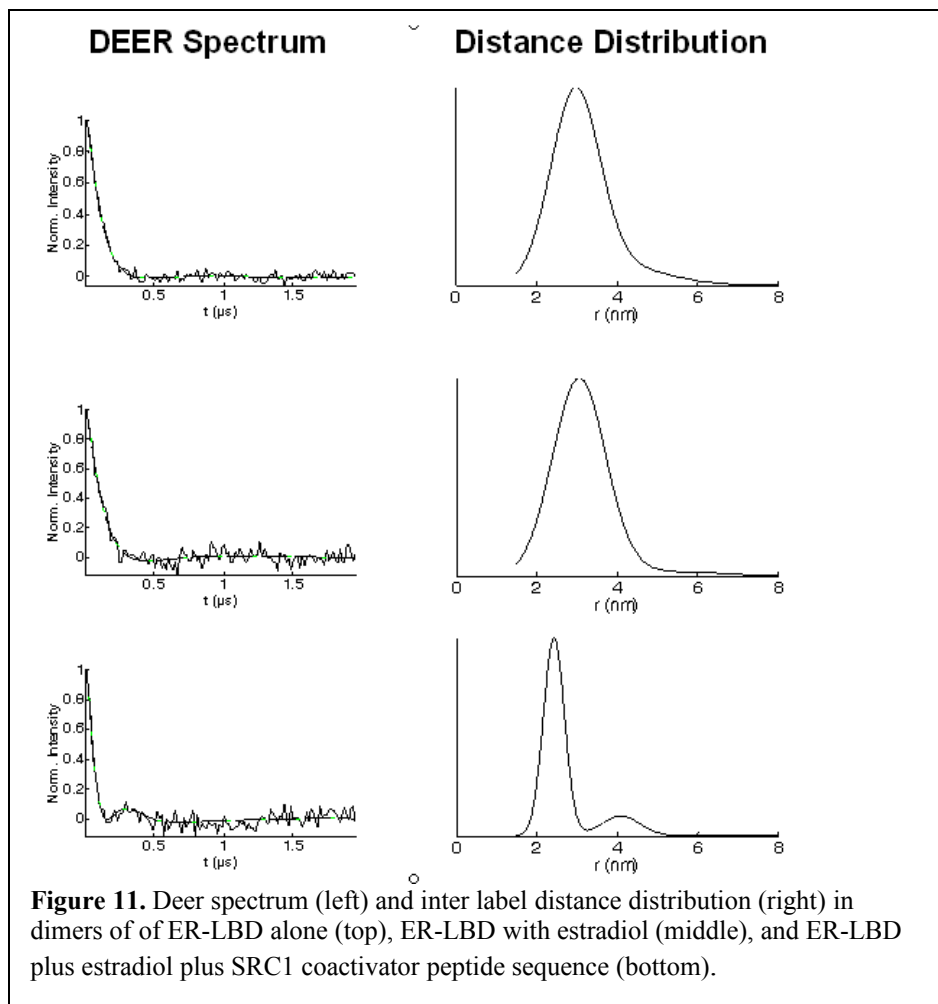 DEER Spectrum Distance Distribution
1
0.8
0.6
0.4
0.2
0
Norm. Intensity
0.5 1 1.5
t (µs)
0 2 4 6 8
r (nm)
1
0.8
0.6
0.4
0.2
0
Norm. Intensity
0.5 1 1.5
t (µs)
0 2 4 6 8
r (nm)
1
0.8
0.6
0.4
0.2
0
Norm. Intensity
0.5 1 1.5
t (µs)
0 2 4 6 8
r (nm)
Figure 11. Deer spectrum (left) and inter label distance distribution (right) in
dimers of of ER-LBD alone (top), ER-LBD with estradiol (middle), and ER-LBD
plus estradiol plus SRC1 coactivator peptide sequence (bottom).